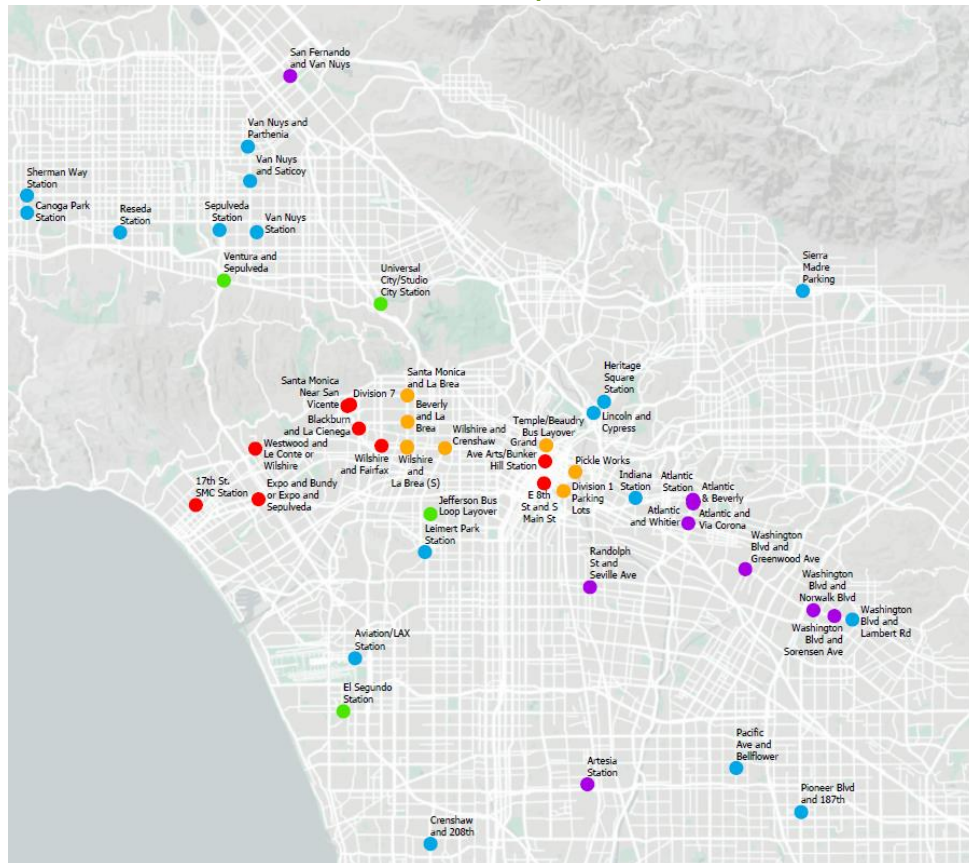 San Fernando
and Van Nuys
Van Nuys and
Parthenia
Van Nuys
and Saticoy
Sherman Way
Station
Canoga Park
Station
Reseda
Station
Sepulveda
Station
Van Nuys
Station
Ventura and
Sepulveda
Universal
City/Studio
City Station
Sierra
Madre
Parking
Heritage
Square
Station
Lincoln and
Cypress
Santa Monica
and La Brea
Santa Monica
Near San
Vicente
Division 7
Beverly
and La
Brea
Blackburn
and La Cienega
Wilshire and
Crenshaw
Temple/Beaudry
Bus Layover
Grand
Ave Arts/Bunker
Hill Station
Westwood and
Le Conte or
Wilshire
Wilshire
and Fairfax
Wilshire
and
La Brea (S)
Pickle Works
17th St.
SMC Station
Expo and Bundy
or Expo and
Sepulveda
Jefferson Bus
Loop Layover
E 8th
St and S
Main St
Division 1
Parking
Lots
Indiana
Station
Atlantic
Station
Atlantic
& Beverly
Atlantic
and Whitier
Atlantic and
Via Corona
Leimert Park
Station
Randolph
St and
Seville Ave
Washington
Blvd and
Greenwood Ave
Washington
Blvd and
Norwalk Blvd
Washington
Blvd and
Lambert Rd
Washington
Blvd and
Sorensen Ave
Aviation/LAX
Station
El Segundo
Station
Artesia
Station
Pacific
Ave and
Bellflower
Pioneer Blvd
and 187th
Crenshaw
and 208th